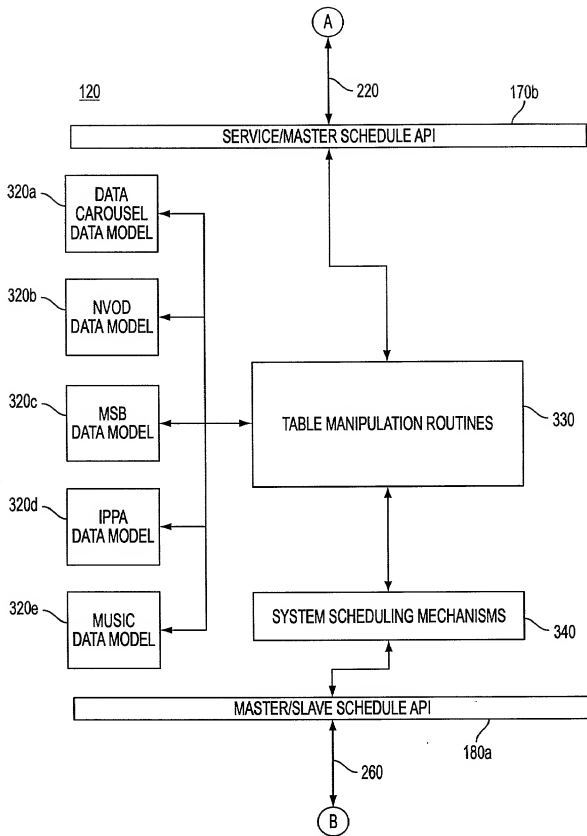 A
120
220
170b
SERVICE/MASTER SCHEDULE API
320a
DATA
CAROUSEL
DATA MODEL
320b
NVOD
DATA MODEL
320c
MSB
DATA MODEL
TABLE MANIPULATION ROUTINES
330
320d
IPPA
DATA MODEL
320e
MUSIC
DATA MODEL
SYSTEM SCHEDULING MECHANISMS
340
MASTER/SLAVE SCHEDULE API
180a
260
B